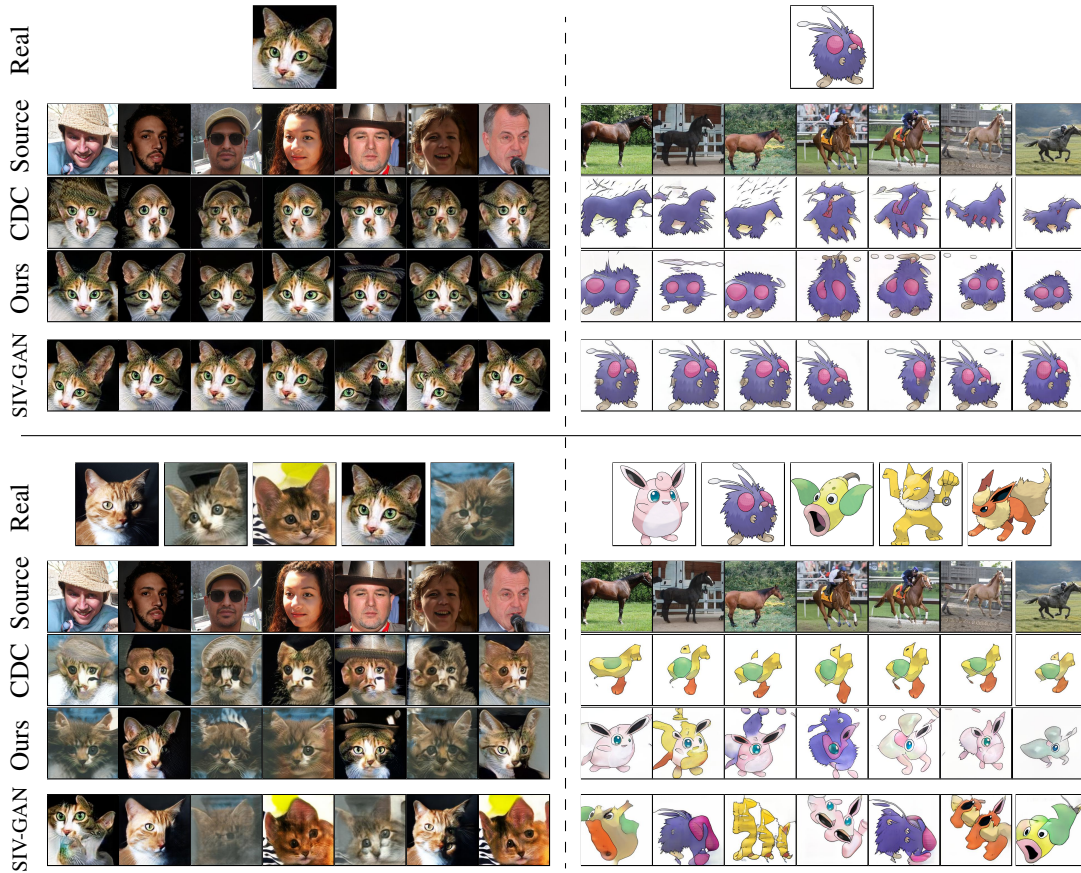 Real
Source
CDC
Ours
SIV-GAN
Real
Source
CDC
Ours
SIV-GAN